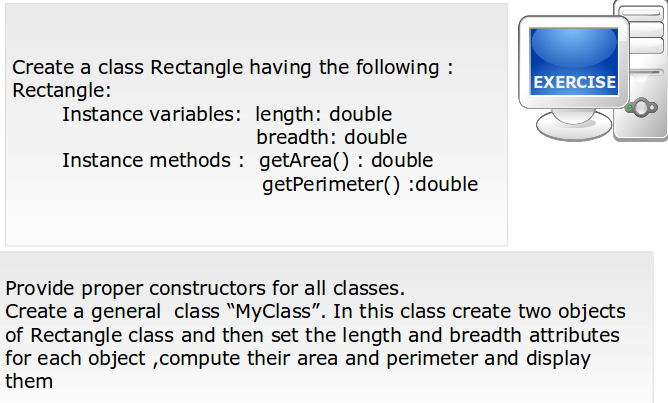 Create a class Rectangle having the following :
Rectangle:
Instance variables: length: double
breadth: double
Instance methods : getArea() : double
getPerimeter() :double
EXERCISE
Provide proper constructors for all classes.
Create a general class “MyClass”. In this class create two objects
of Rectangle class and then set the length and breadth attributes
for each object ,compute their area and perimeter and display
them